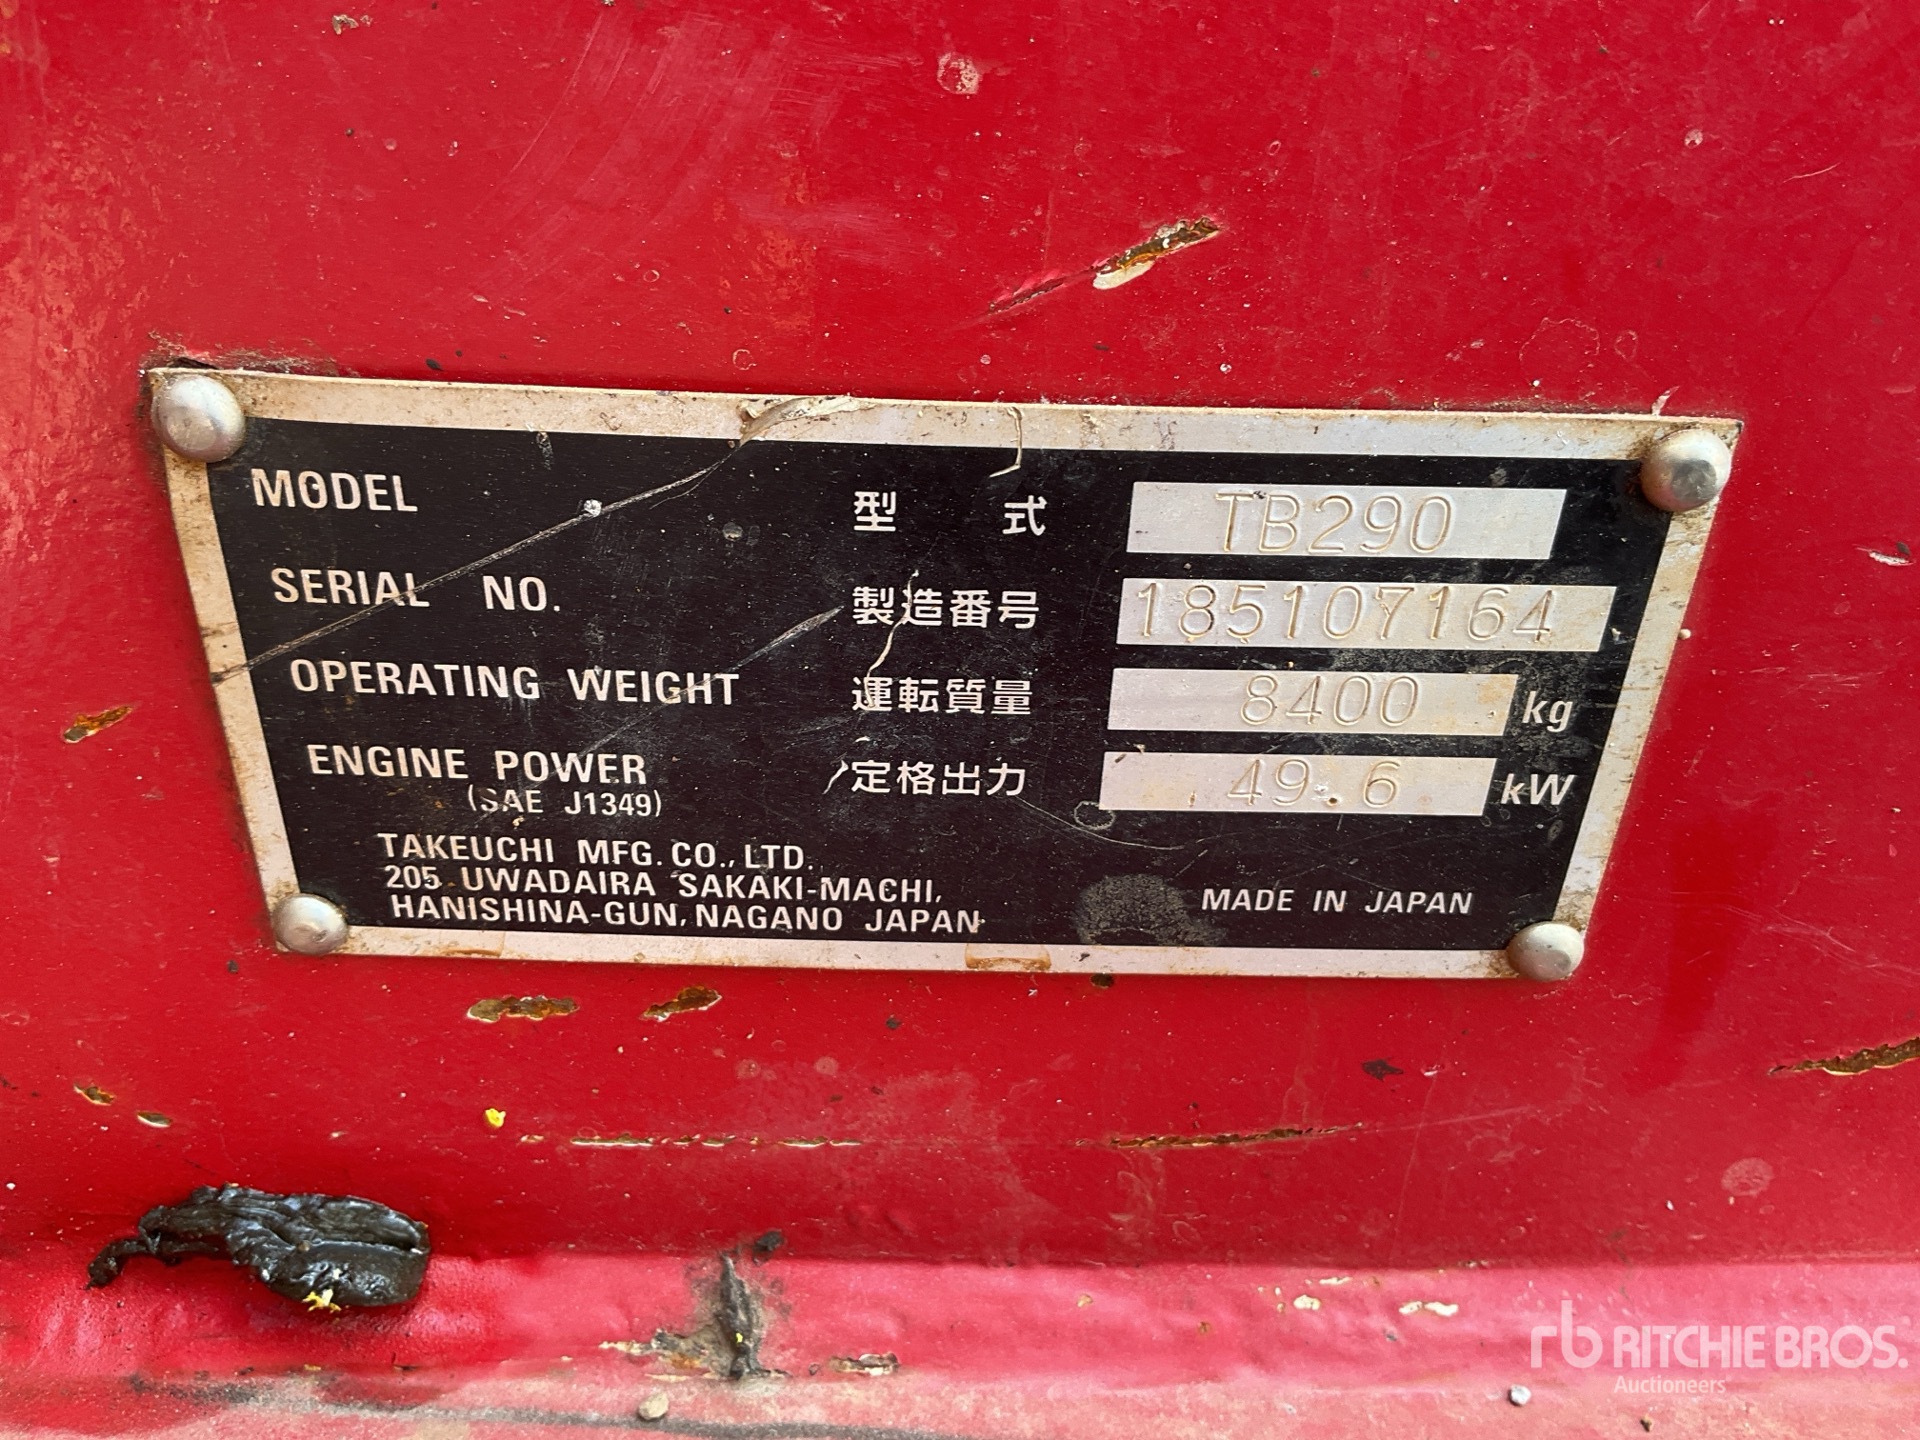 MODEL 型 式 TB290
SERIAL NO. 製造番号 185107164
OPERATING WEIGHT 運転質量 8400 kg
ENGINE POWER 定格出力 49.6 kW
(SAE J1349)
TAKEUCHI MFG. CO., LTD.
205 UWADAIRA SAKAKI-MACHI,
HANISHINA-GUN, NAGANO JAPAN
MADE IN JAPAN
rb RITCHIE BROS.
Auctioneers